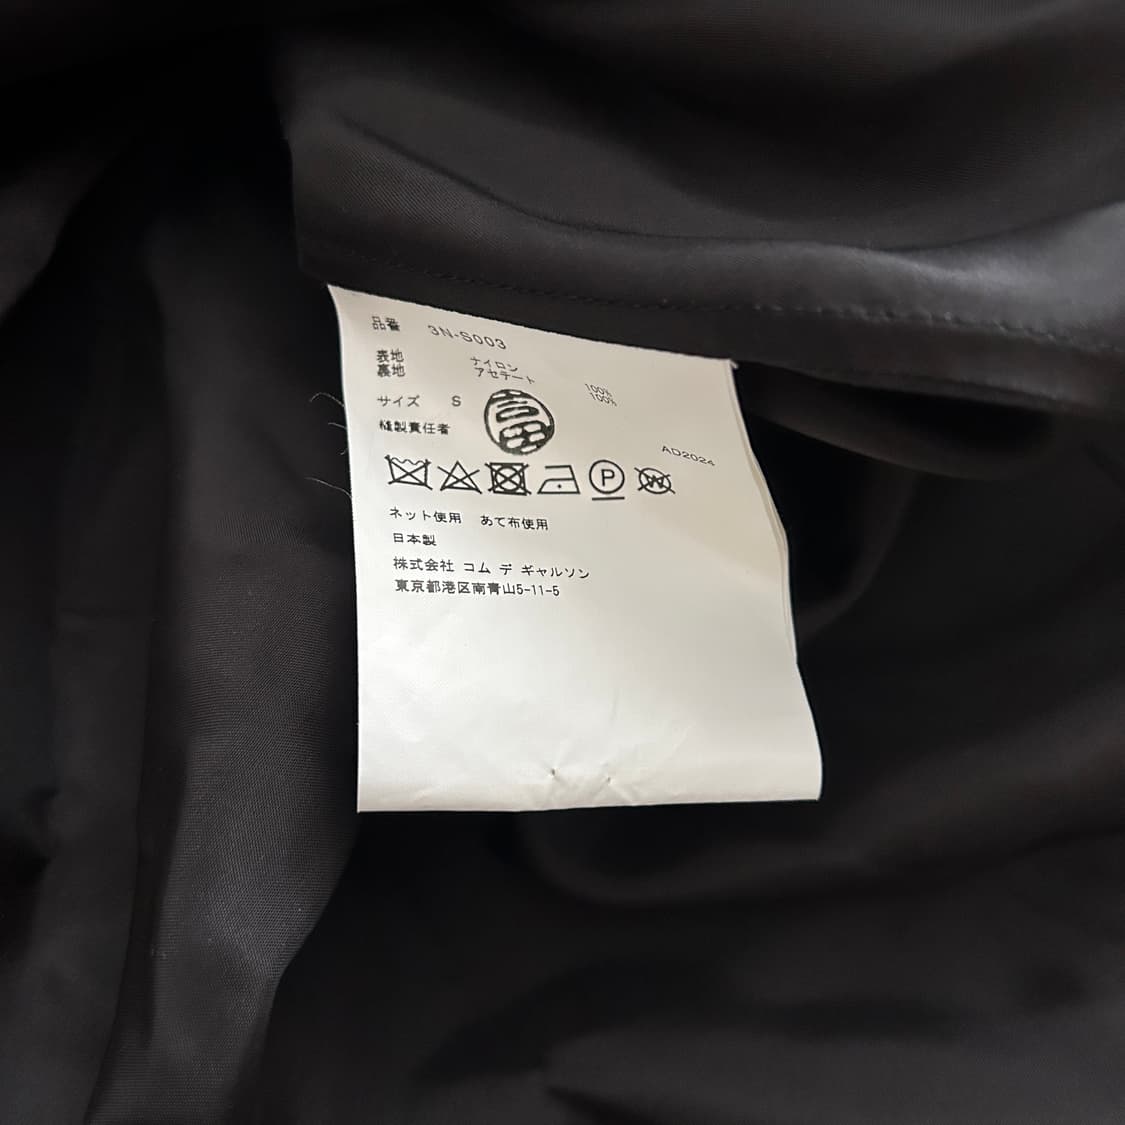 品番 3N-S003
表地 ナイロン 100%
裏地 アセテート 100%
サイズ S
縫製責任者
AD2024
P
W
ネット使用 あて布使用
日本製
株式会社 コム デ ギャルソン
東京都港区南青山5-11-5